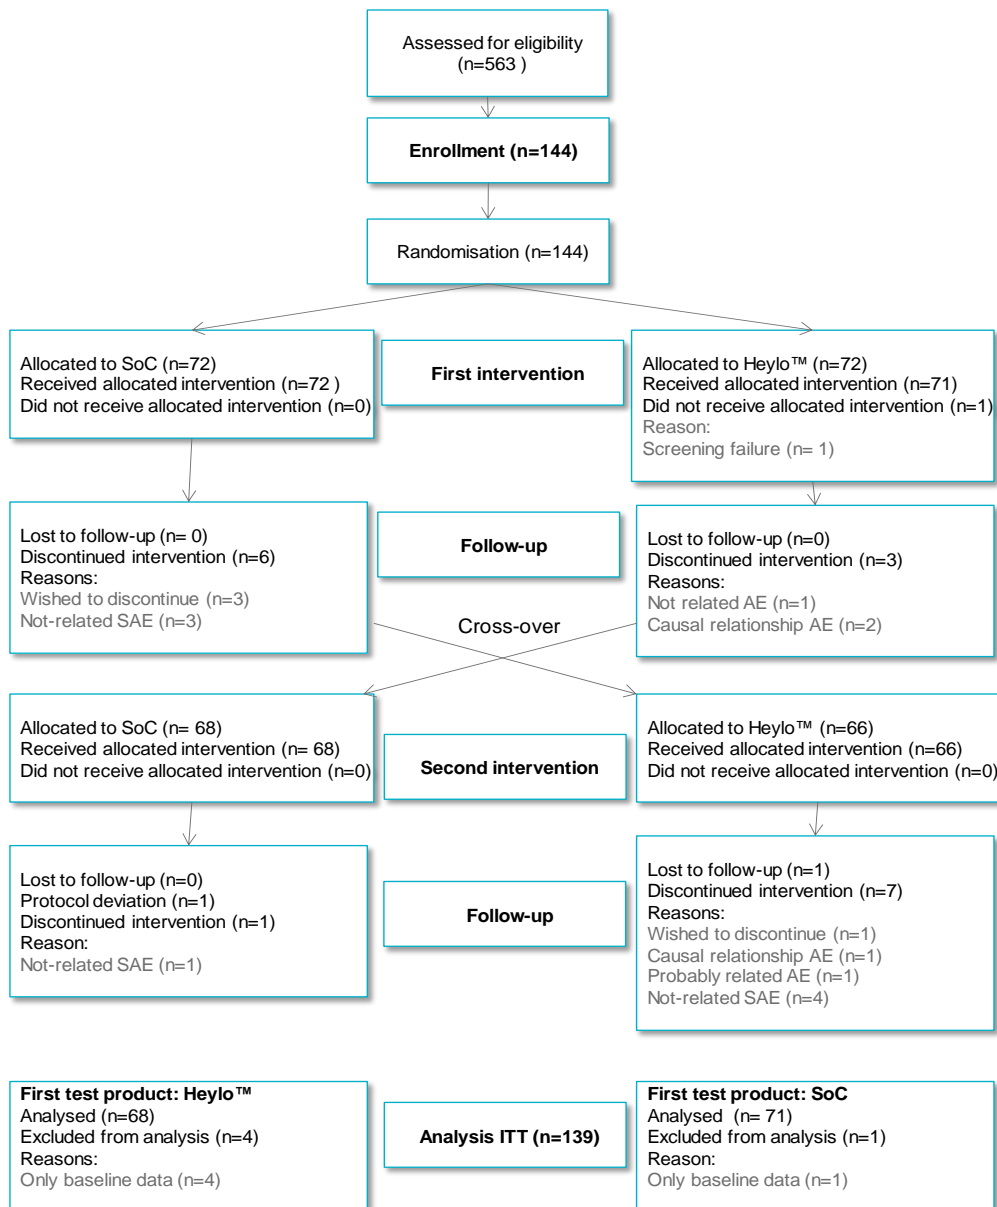 Assessed for eligibility
(n=563 )
Enrollment (n=144)
Randomisation (n=144)
Allocated to SoC (n=72)
Received allocated intervention (n=72 )
Did not receive allocated intervention (n=0)
First intervention
Allocated to Heylo™ (n=72)
Received allocated intervention (n=71)
Did not receive allocated intervention (n=1)
Reason:
Screening failure (n= 1)
Lost to follow-up (n= 0)
Discontinued intervention (n=6)
Reasons:
Wished to discontinue (n=3)
Not-related SAE (n=3)
Follow-up
Lost to follow-up (n=0)
Discontinued intervention (n=3)
Reasons:
Not related AE (n=1)
Causal relationship AE (n=2)
Cross-over
Allocated to SoC (n= 68)
Received allocated intervention (n= 68)
Did not receive allocated intervention (n=0)
Second intervention
Allocated to Heylo™ (n=66)
Received allocated intervention (n=66)
Did not receive allocated intervention (n=0)
Lost to follow-up (n=0)
Protocol deviation (n=1)
Discontinued intervention (n=1)
Reason:
Not-related SAE (n=1)
Follow-up
Lost to follow-up (n=1)
Discontinued intervention (n=7)
Reasons:
Wished to discontinue (n=1)
Causal relationship AE (n=1)
Probably related AE (n=1)
Not-related SAE (n=4)
First test product: Heylo™
Analysed (n=68)
Excluded from analysis (n=4)
Reasons:
Only baseline data (n=4)
Analysis ITT (n=139)
First test product: SoC
Analysed  (n= 71)
Excluded from analysis (n=1)
Reason:
Only baseline data (n=1)